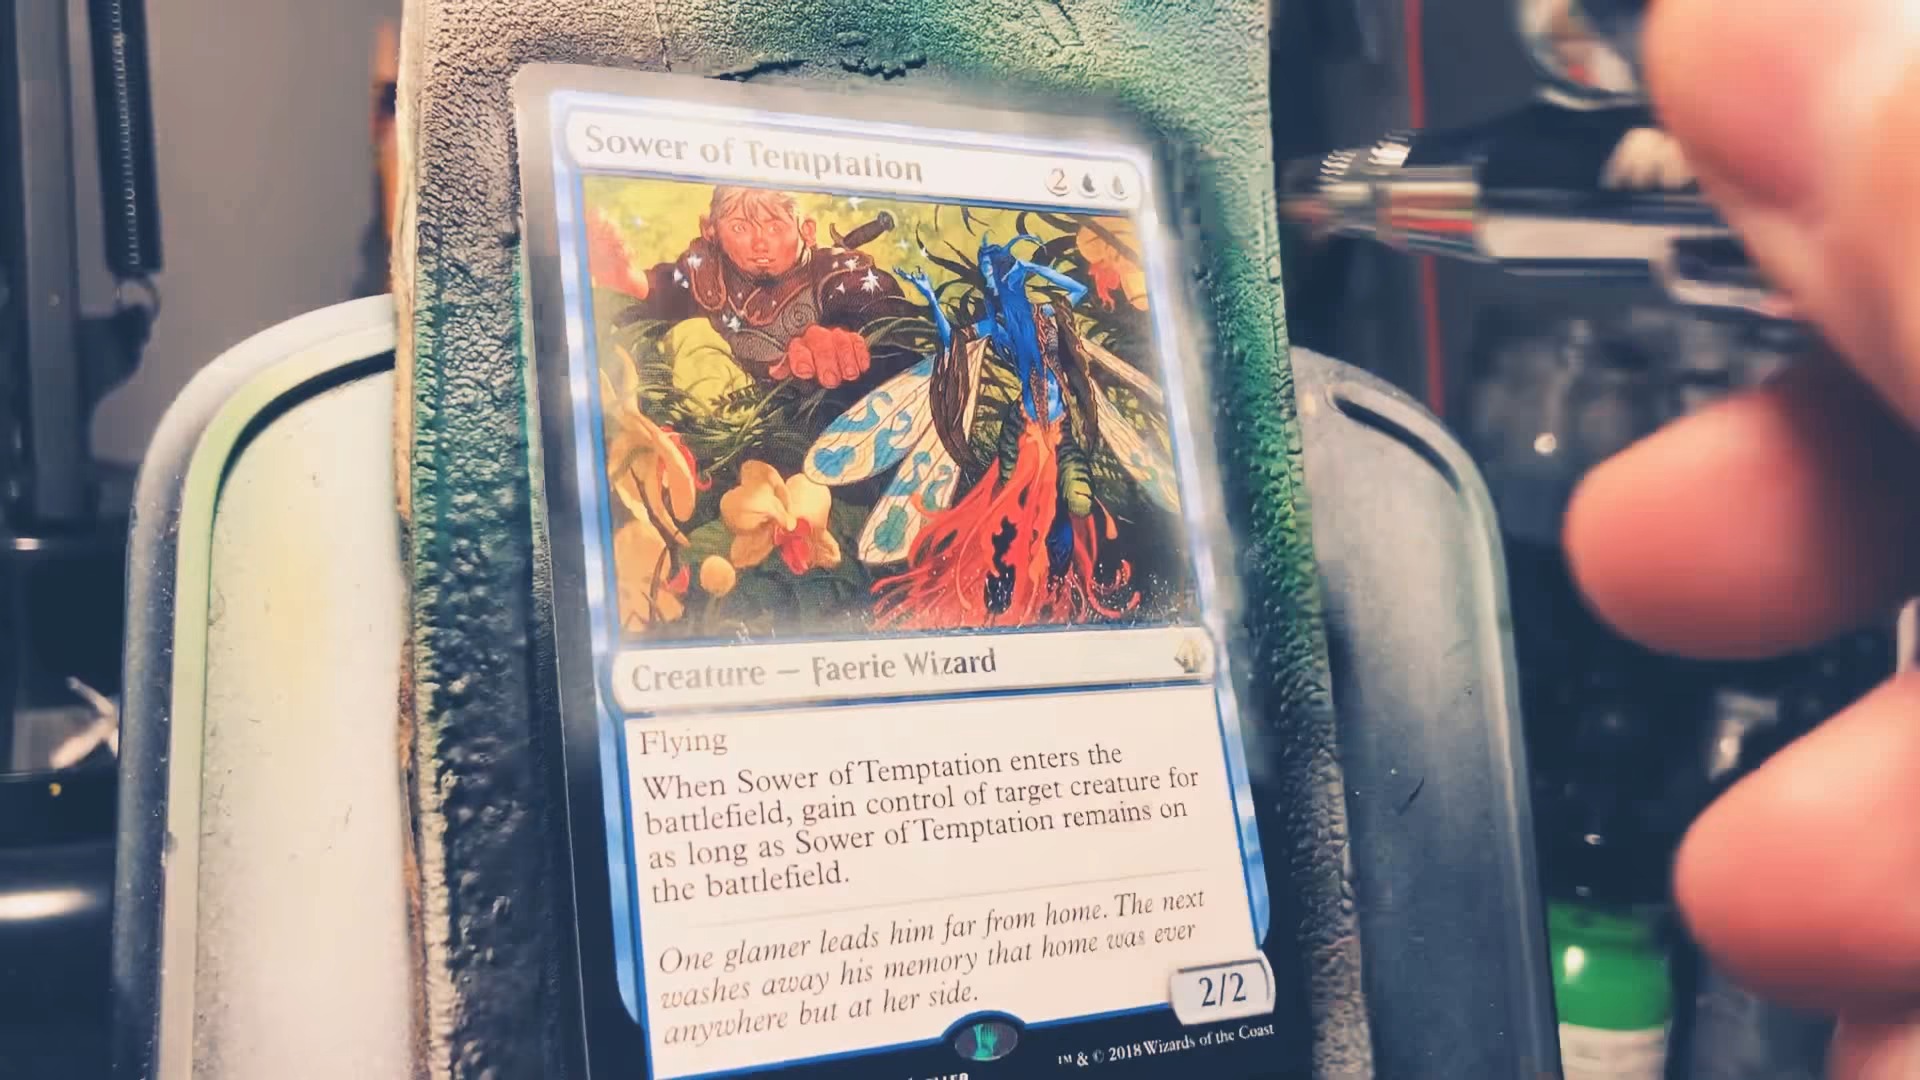 Sower of Temptation
2
Creature — Faerie Wizard
Flying
When Sower of Temptation enters the
battlefield, gain control of target creature for
as long as Sower of Temptation remains on
the battlefield.
One glamer leads him far from home. The next
washes away his memory that home was ever
anywhere but at her side.
2/2
™ & © 2018 Wizards of the Coast